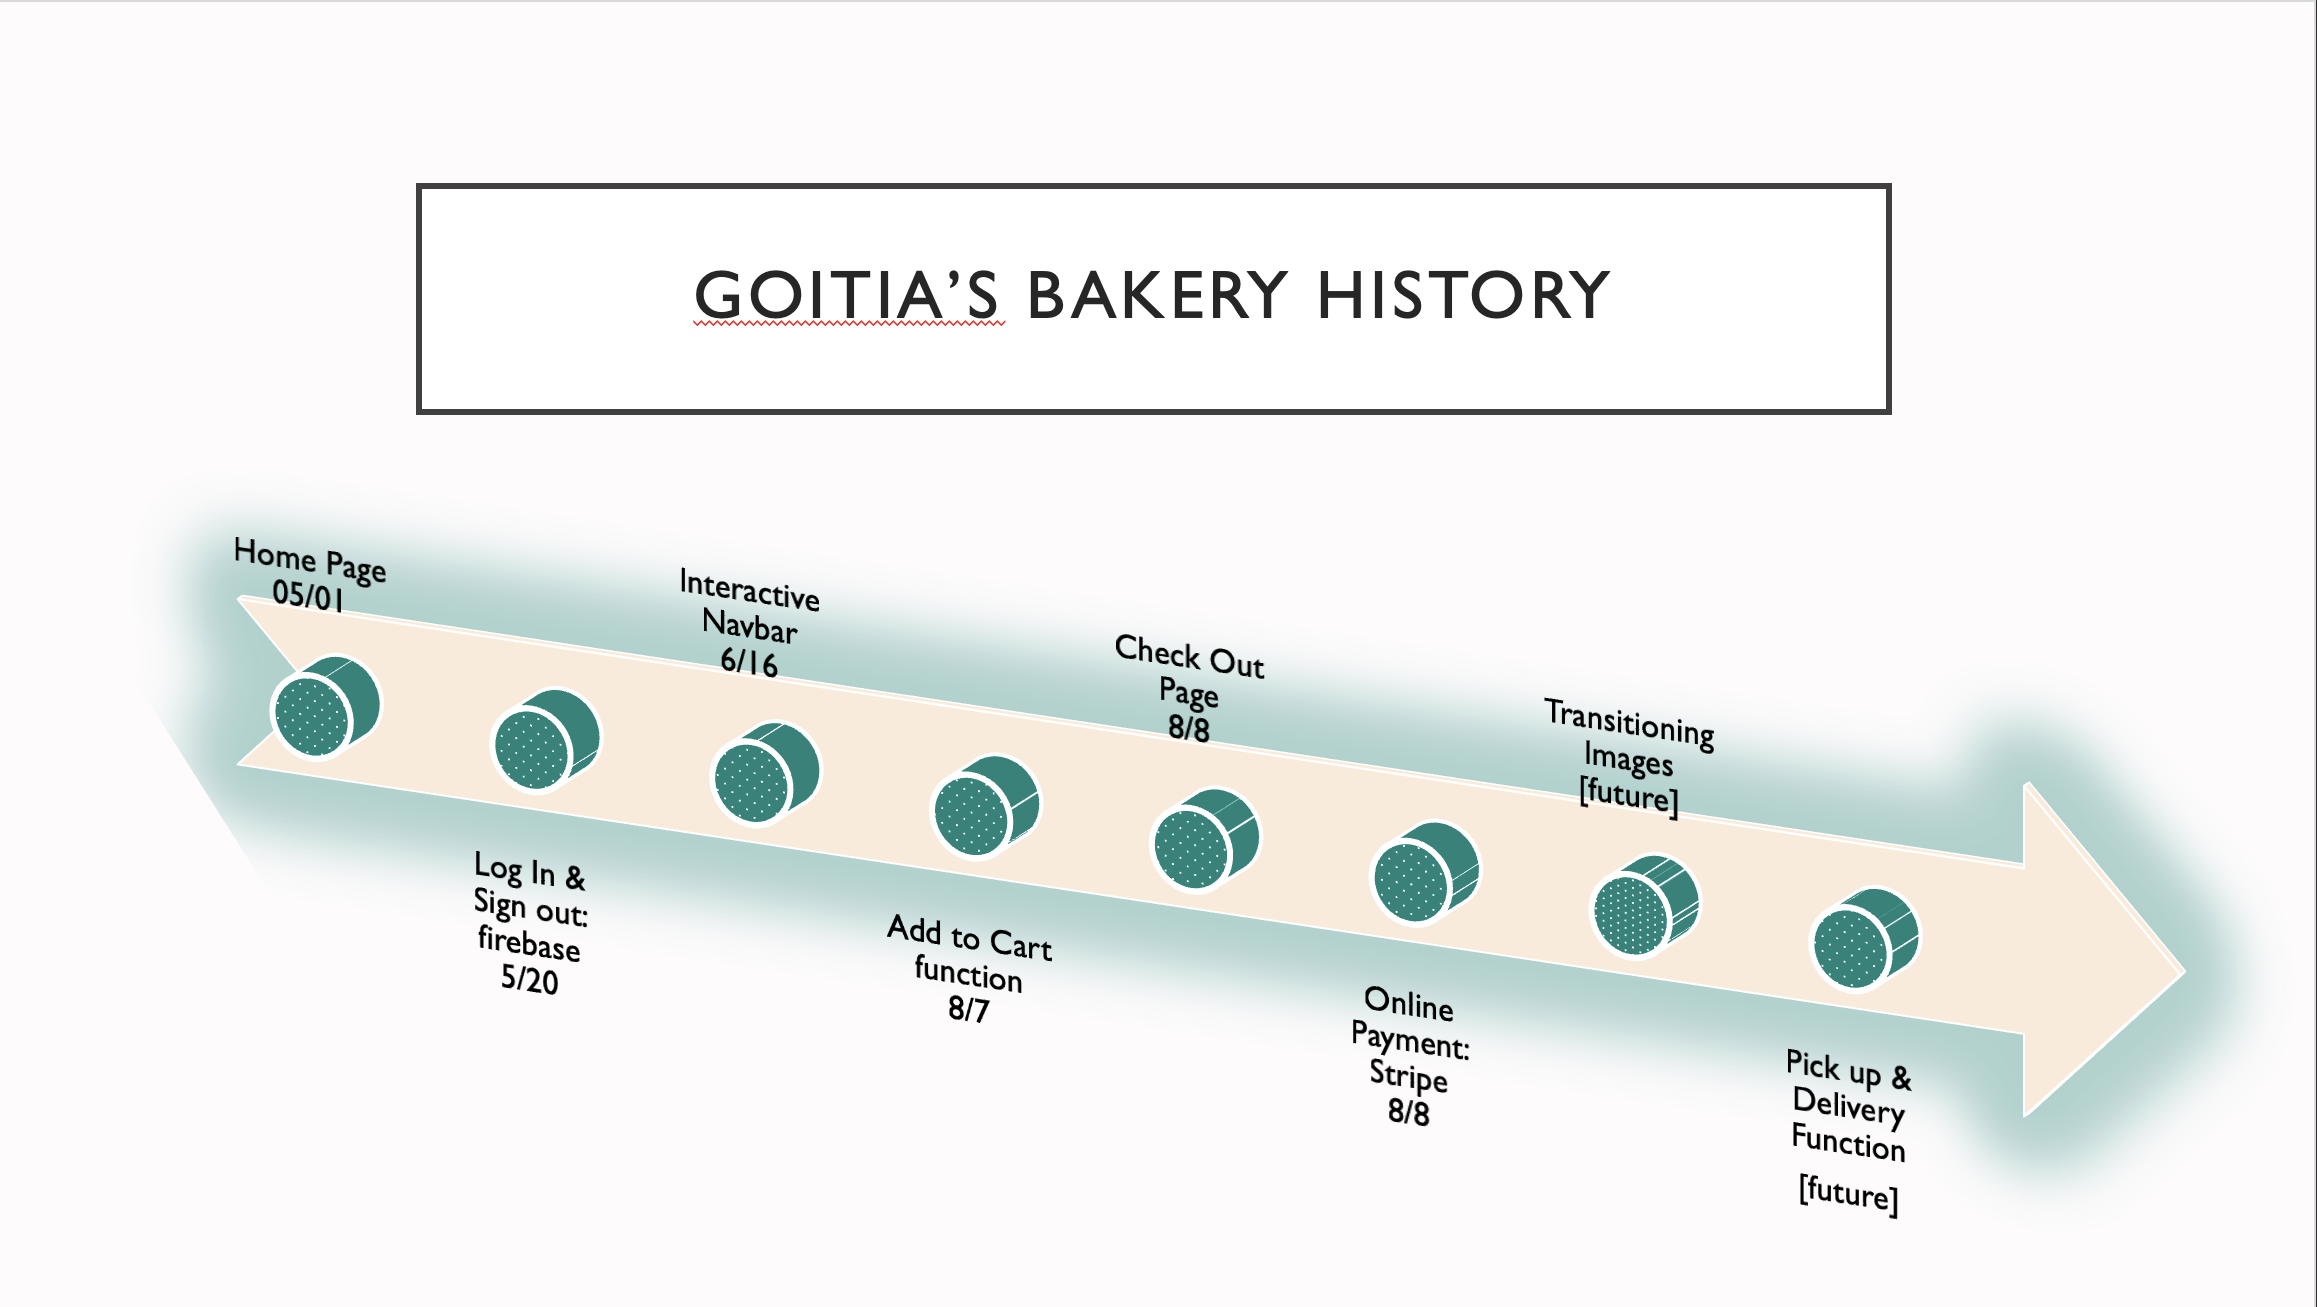 GOITIA’S BAKERY HISTORY
Home Page
05/01
Log In &
Sign out:
firebase
5/20
Interactive
Navbar
6/16
Add to Cart
function
8/7
Check Out
Page
8/8
Online
Payment:
Stripe
8/8
Transitioning
Images
[future]
Pick up &
Delivery
Function
[future]